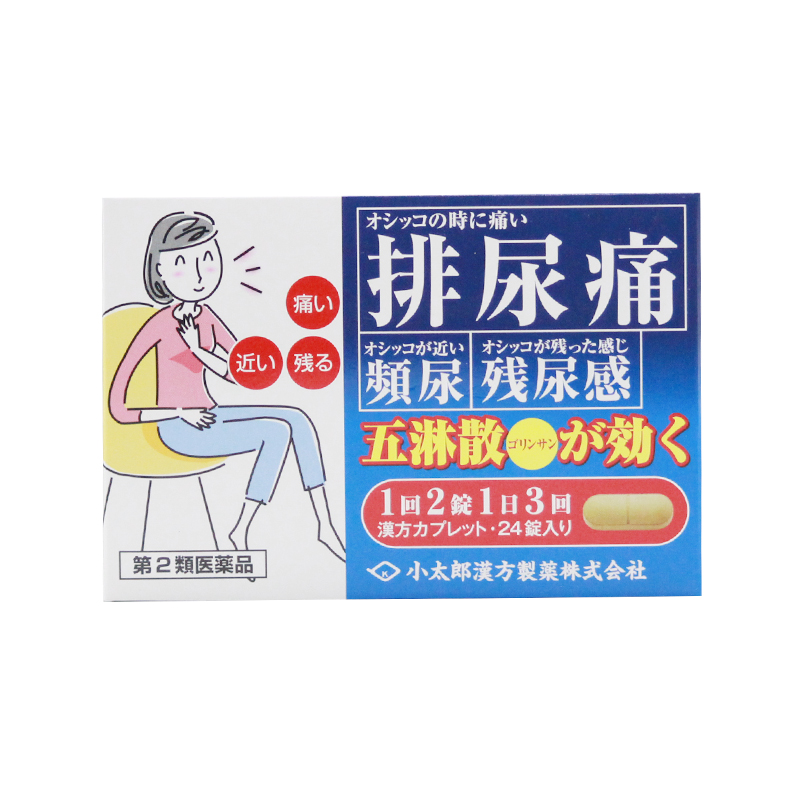 痛い
近い
残る
第2類医薬品
オシッコの時に痛い
排尿痛
オシッコが近い
頻尿
オシッコが残った感じ
残尿感
五淋散ゴリンサンが効く
1回2錠1日3回
漢方カプレット・24錠入り
K 小太郎漢方製薬株式会社